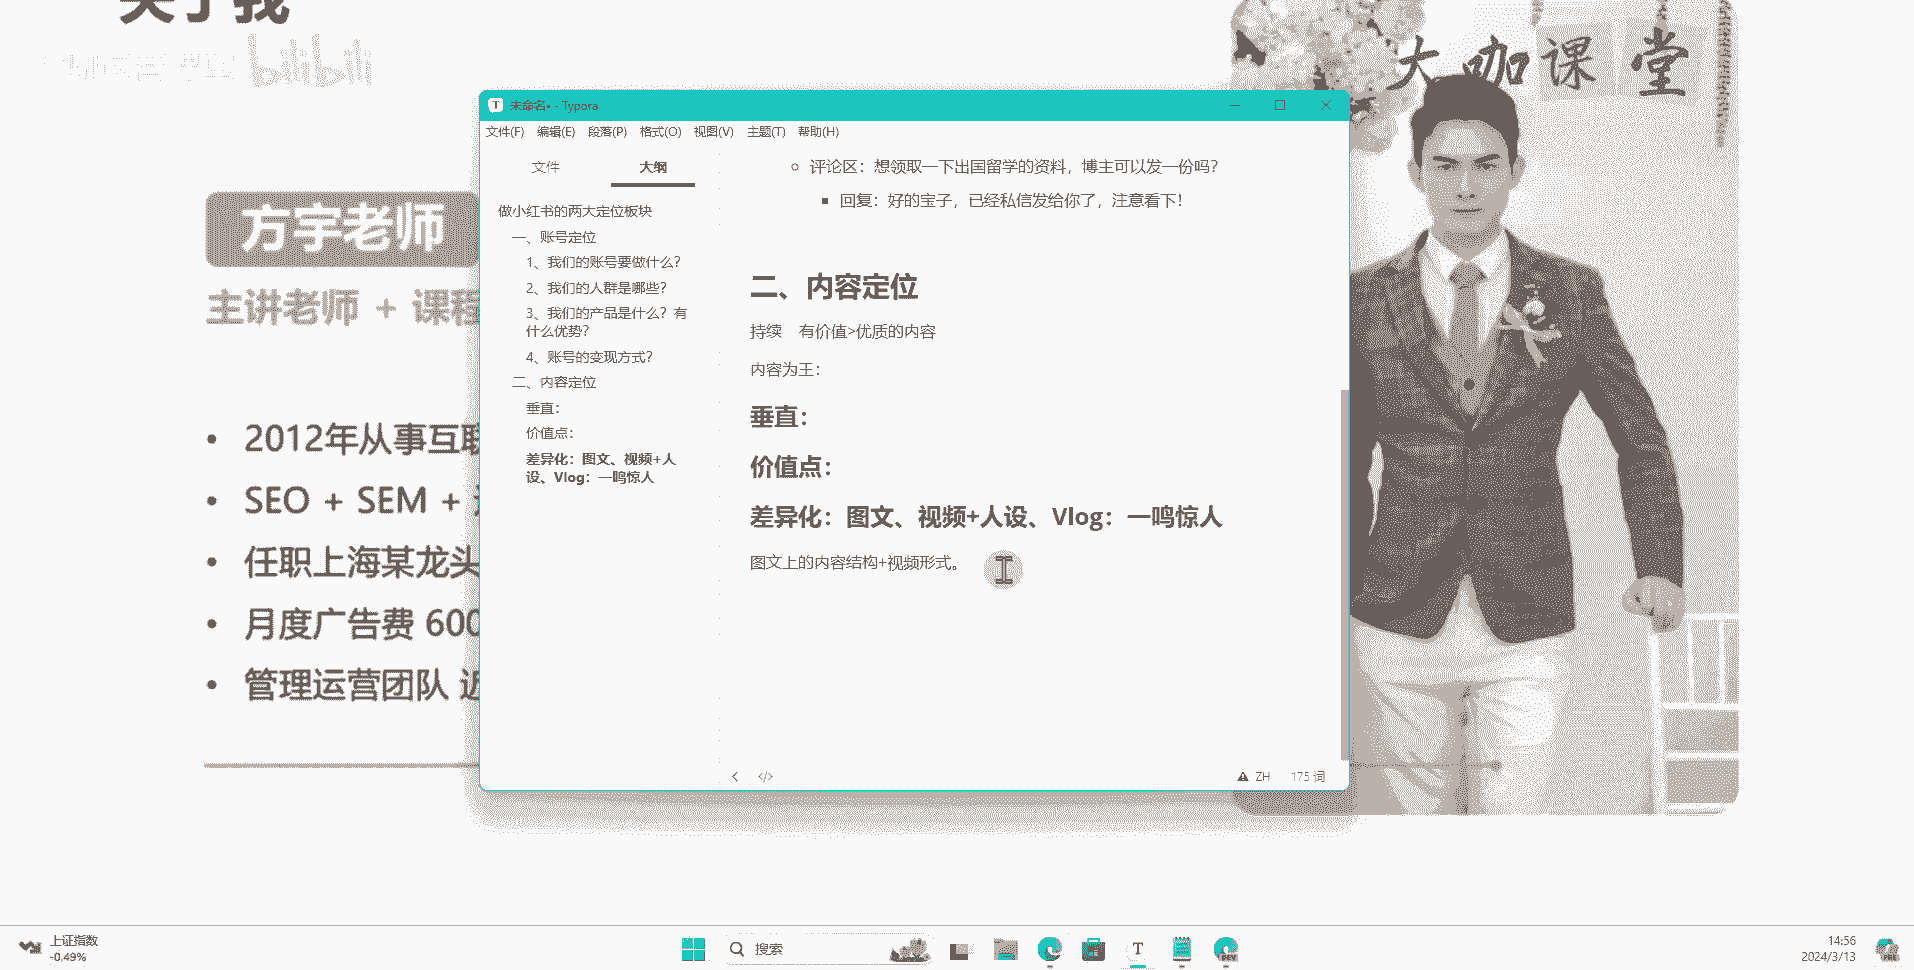 关于我
bilibili
大咖课堂
方宇老师
主讲老师 + 课程
2012年从事互联
SEO + SEM +
任职上海某龙头
月度广告费 600
管理运营团队 近
未命名• - Typora
文件(F) 编辑(E) 段落(P) 格式(O) 视图(V) 主题(T) 帮助(H)
文件 大纲
做小红书的两大定位板块
一、账号定位
1、我们的账号要做什么？
2、我们的人群是哪些？
3、我们的产品是什么？有
什么优势？
4、账号的变现方式？
二、内容定位
垂直：
价值点：
差异化：图文、视频+人
设、Vlog：一鸣惊人
评论区：想领取一下出国留学的资料，博主可以发一份吗？
回复：好的宝子，已经私信发给你了，注意看下！
二、内容定位
持续 有价值>优质的内容
内容为王：
垂直：
价值点：
差异化：图文、视频+人设、Vlog：一鸣惊人
图文上的内容结构+视频形式。
ZH 175 词
上证指数
-0.49%
搜索
T
DEV
14:56
2024/3/13
PRE